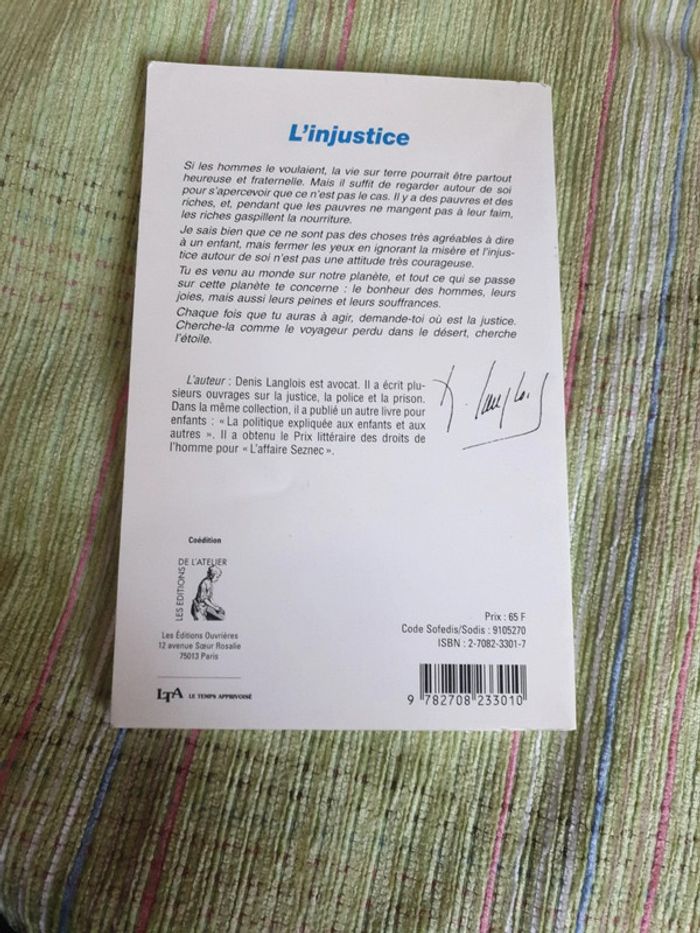 L'injustice
Si les hommes le voulaient, la vie sur terre pourrait être partout
heureuse et fraternelle. Mais il suffit de regarder autour de soi
pour s'apercevoir que ce n'est pas le cas. Il y a des pauvres et des
riches, et, pendant que les pauvres ne mangent pas à leur faim,
les riches gaspillent la nourriture.
Je sais bien que ce ne sont pas des choses très agréables à dire
à un enfant, mais fermer les yeux en ignorant la misère et l'injus-
tice autour de soi n'est pas une attitude très courageuse.
Tu es venu au monde sur notre planète, et tout ce qui se passe
sur cette planète te concerne : le bonheur des hommes, leurs
joies, mais aussi leurs peines et leurs souffrances.
Chaque fois que tu auras à agir, demande-toi où est la justice.
Cherche-la comme le voyageur perdu dans le désert, cherche
l'étoile.
L'auteur : Denis Langlois est avocat. Il a écrit plu-
sieurs ouvrages sur la justice, la police et la prison.
Dans la même collection, il a publié un autre livre pour
enfants : « La politique expliquée aux enfants et aux
autres ». Il a obtenu le Prix littéraire des droits de
l'homme pour « L'affaire Seznec ».
D. Langlois
Coédition
LES EDITIONS DE L'ATELIER
Les Éditions Ouvrières
12 avenue Sœur Rosalie
75013 Paris
LTA LE TEMPS APPRIVOISÉ
Prix : 65 F
Code Sofedis/Sodis : 9105270
ISBN : 2-7082-3301-7
9 782708 233010